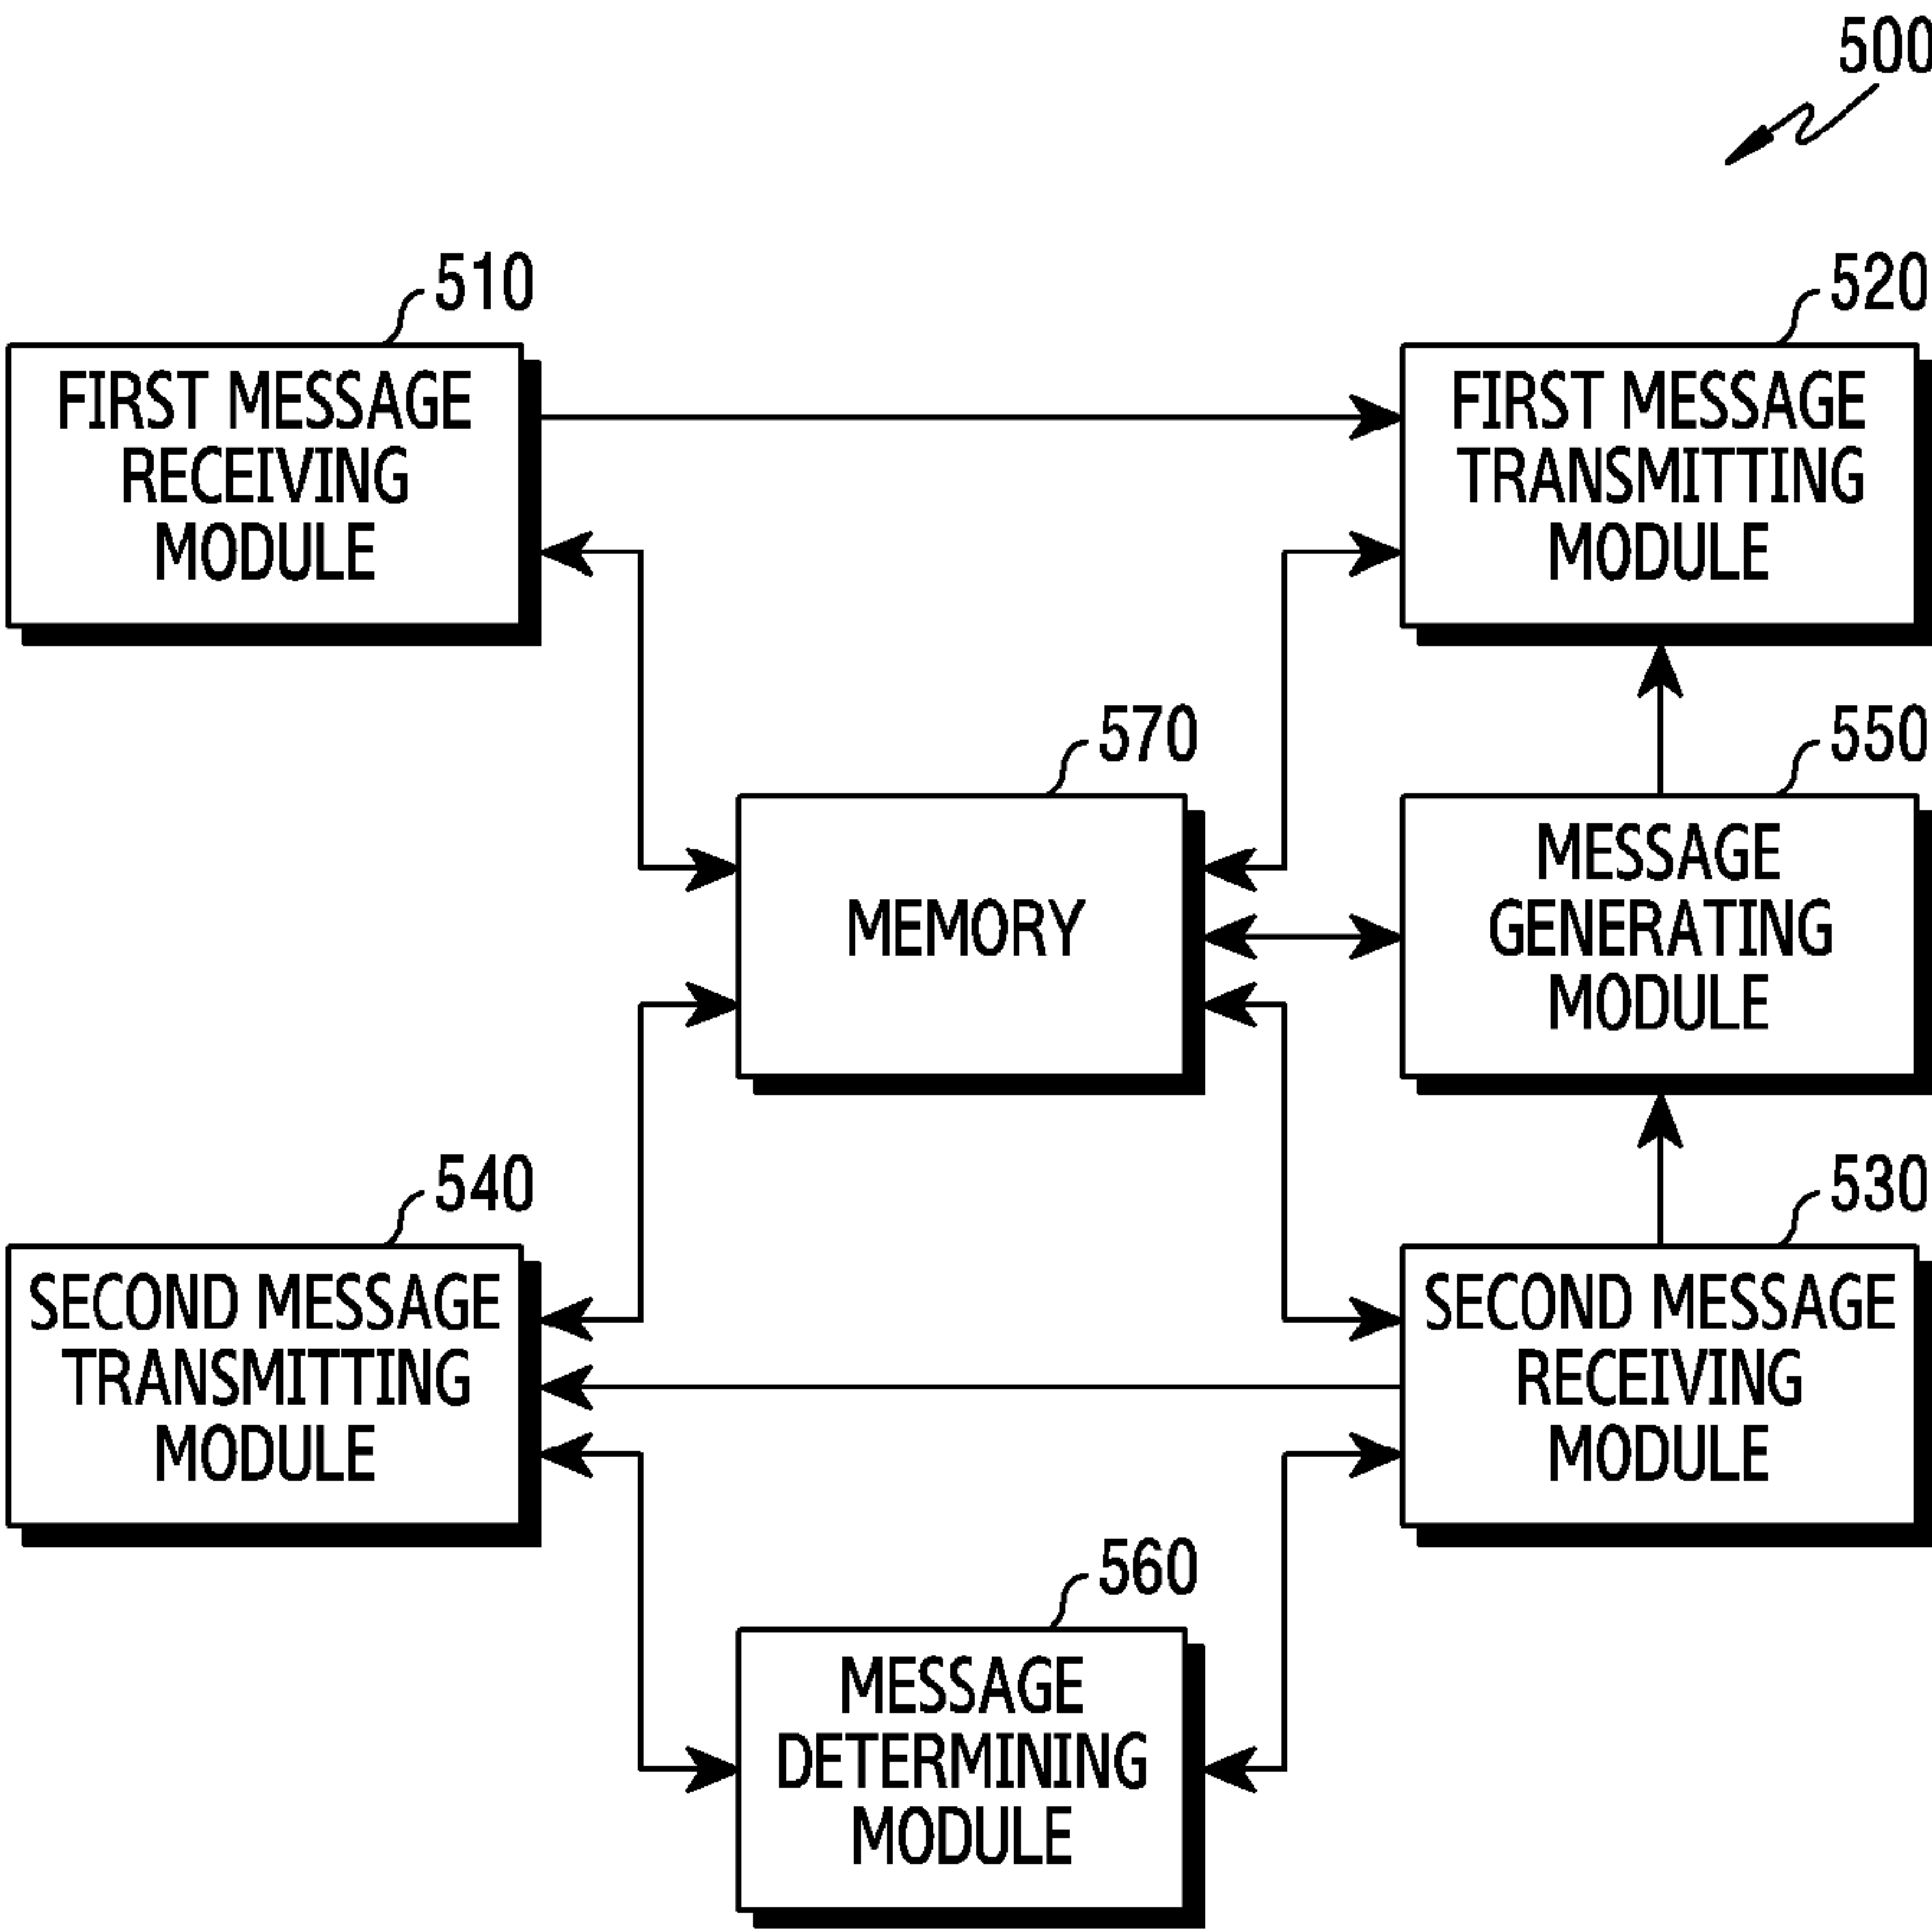 500
510
FIRST MESSAGE
RECEIVING
MODULE
520
FIRST MESSAGE
TRANSMITTING
MODULE
570
MEMORY
550
MESSAGE
GENERATING
MODULE
540
SECOND MESSAGE
TRANSMITTING
MODULE
530
SECOND MESSAGE
RECEIVING
MODULE
560
MESSAGE
DETERMINING
MODULE